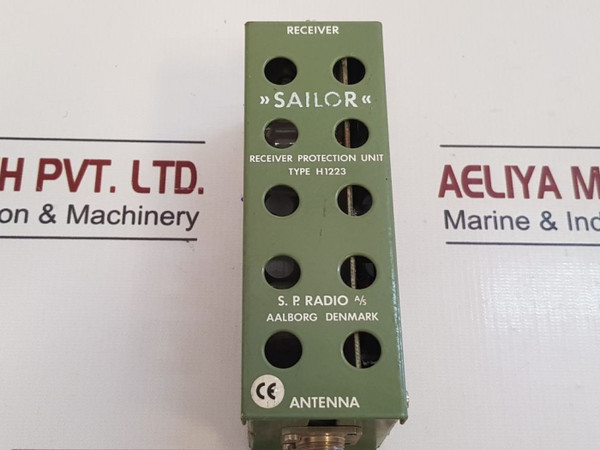 RECEIVER
»SAILOR«
RECEIVER PROTECTION UNIT
TYPE H1223
S. P. RADIO A/S
AALBORG DENMARK
CE
ANTENNA
H PVT. LTD.
on & Machinery
AELIYA M
Marine & Ind